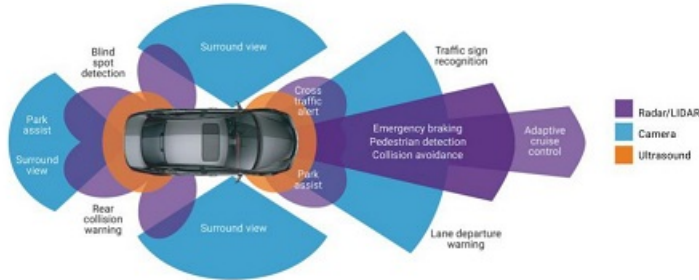 Surround view
Blind
spot
detection
Traffic sign
recognition
Park
assist
Surround
view
Cross
traffic
alert
Emergency braking
Pedestrian detection
Collision avoidance
Adaptive
cruise
control
Radar/LIDAR
Camera
Ultrasound
Park
assist
Rear
collision
warning
Surround view
Lane departure
warning